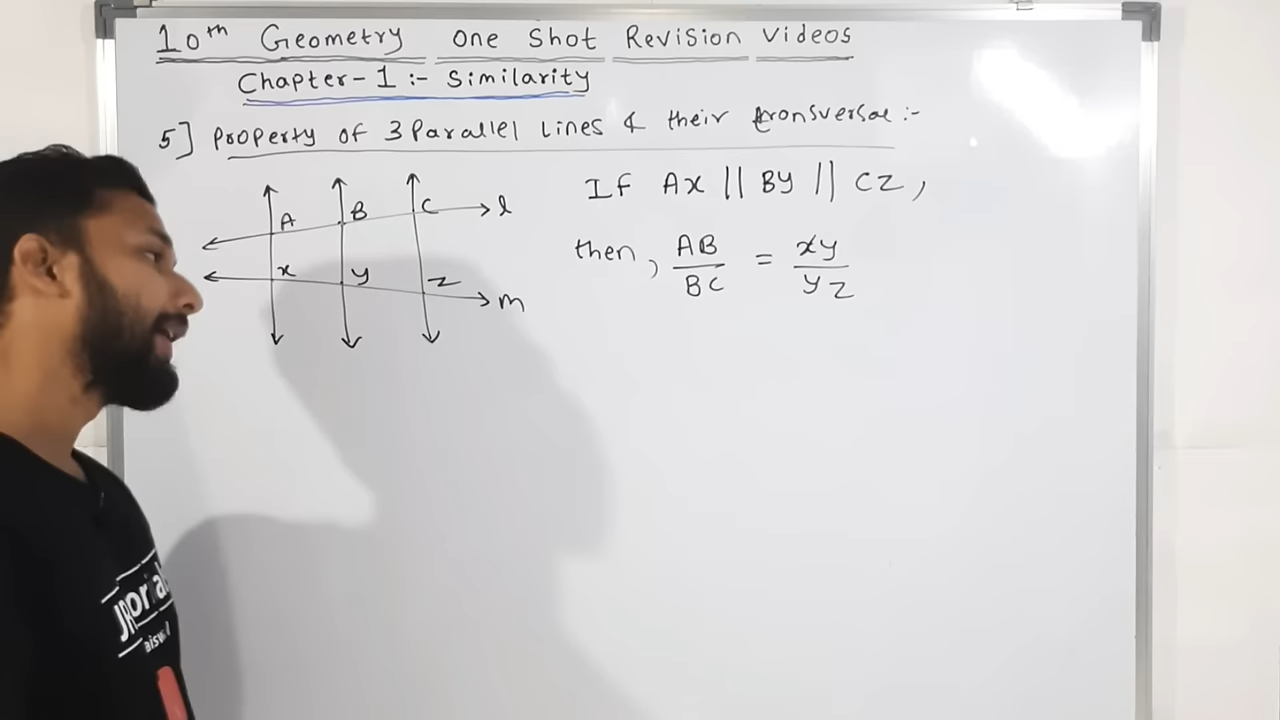 10th Geometry one Shot Revision Videos
Chapter-1:- Similarity
5] Property of 3 Parallel Lines & their transversal :-
If Ax || By || Cz,
then, AB/BC = xy/yz
A B C l
x y z m